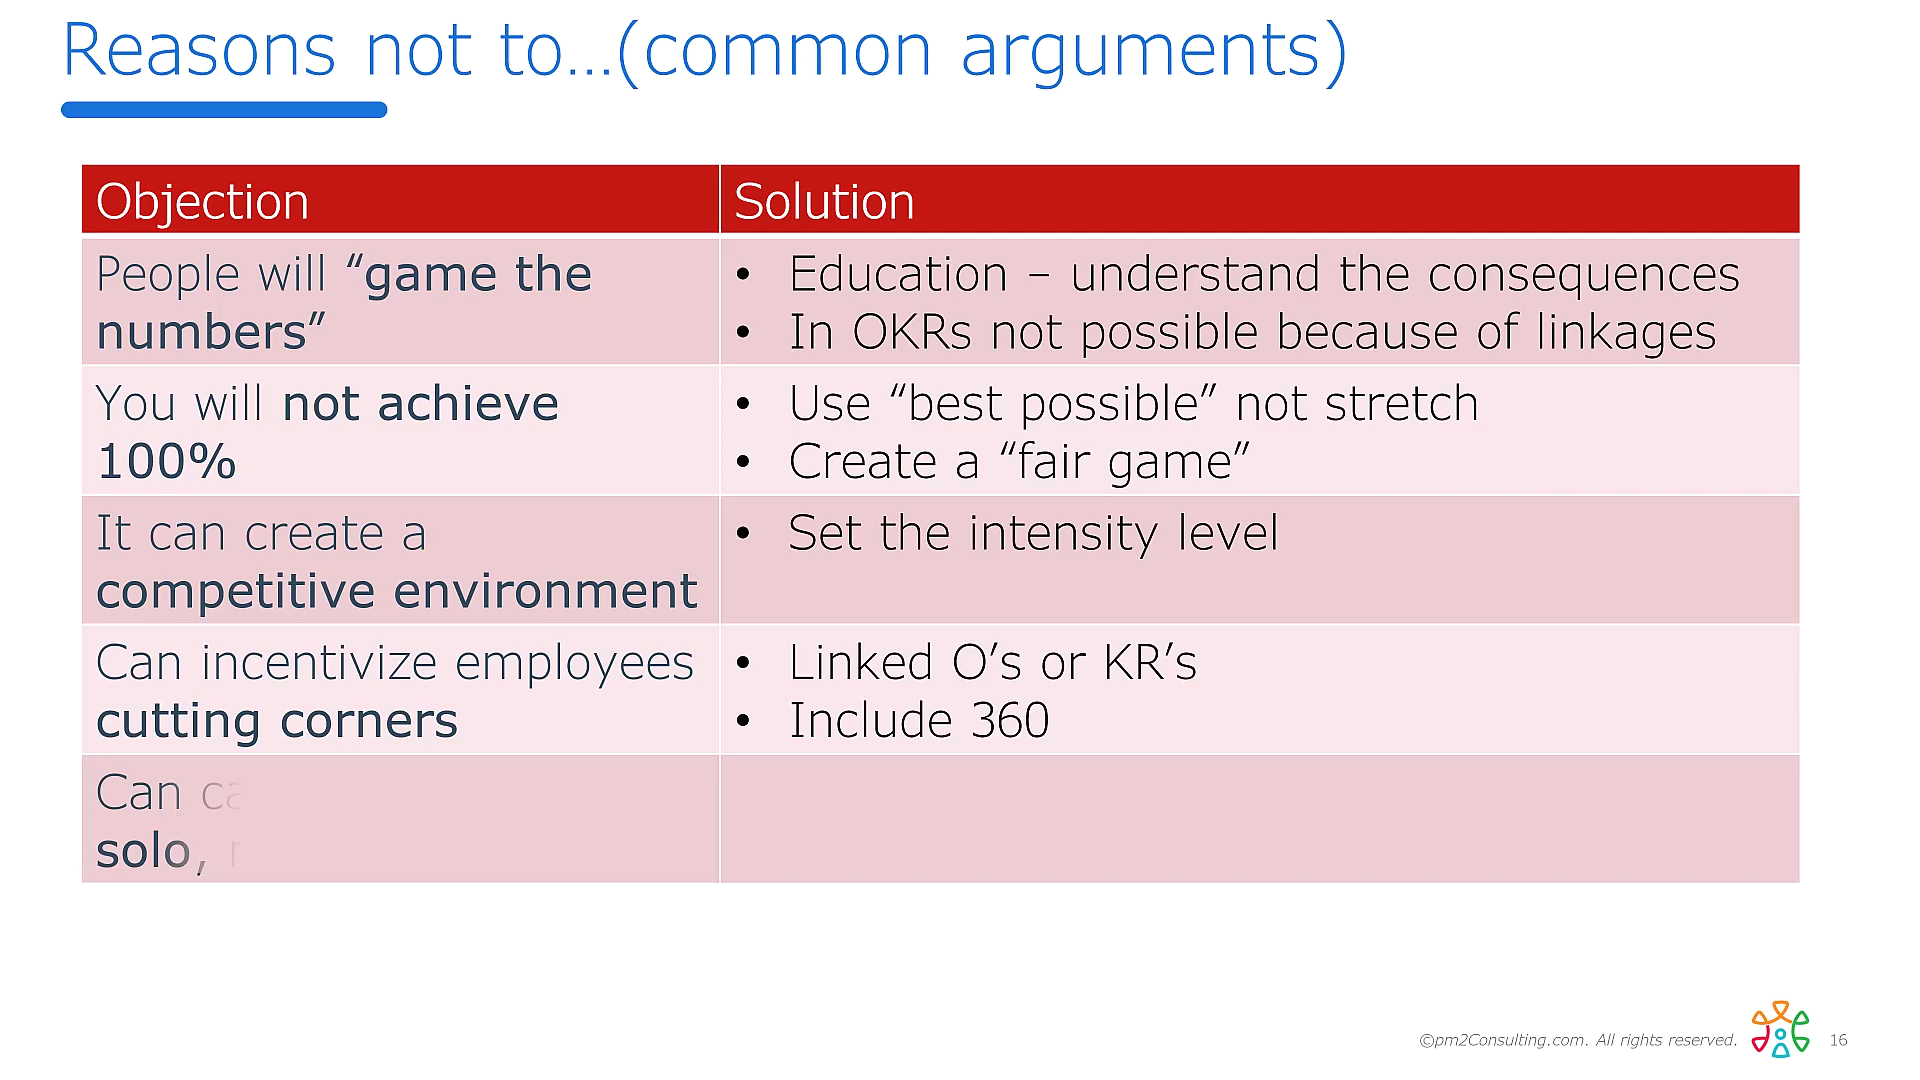 Reasons not to...(common arguments)
Objection
Solution
People will “game the
numbers”
• Education – understand the consequences
• In OKRs not possible because of linkages
You will not achieve
100%
• Use “best possible” not stretch
• Create a “fair game”
It can create a
competitive environment
• Set the intensity level
Can incentivize employees
cutting corners
• Linked O’s or KR’s
• Include 360
Can
solo,
©pm2Consulting.com. All rights reserved.
16